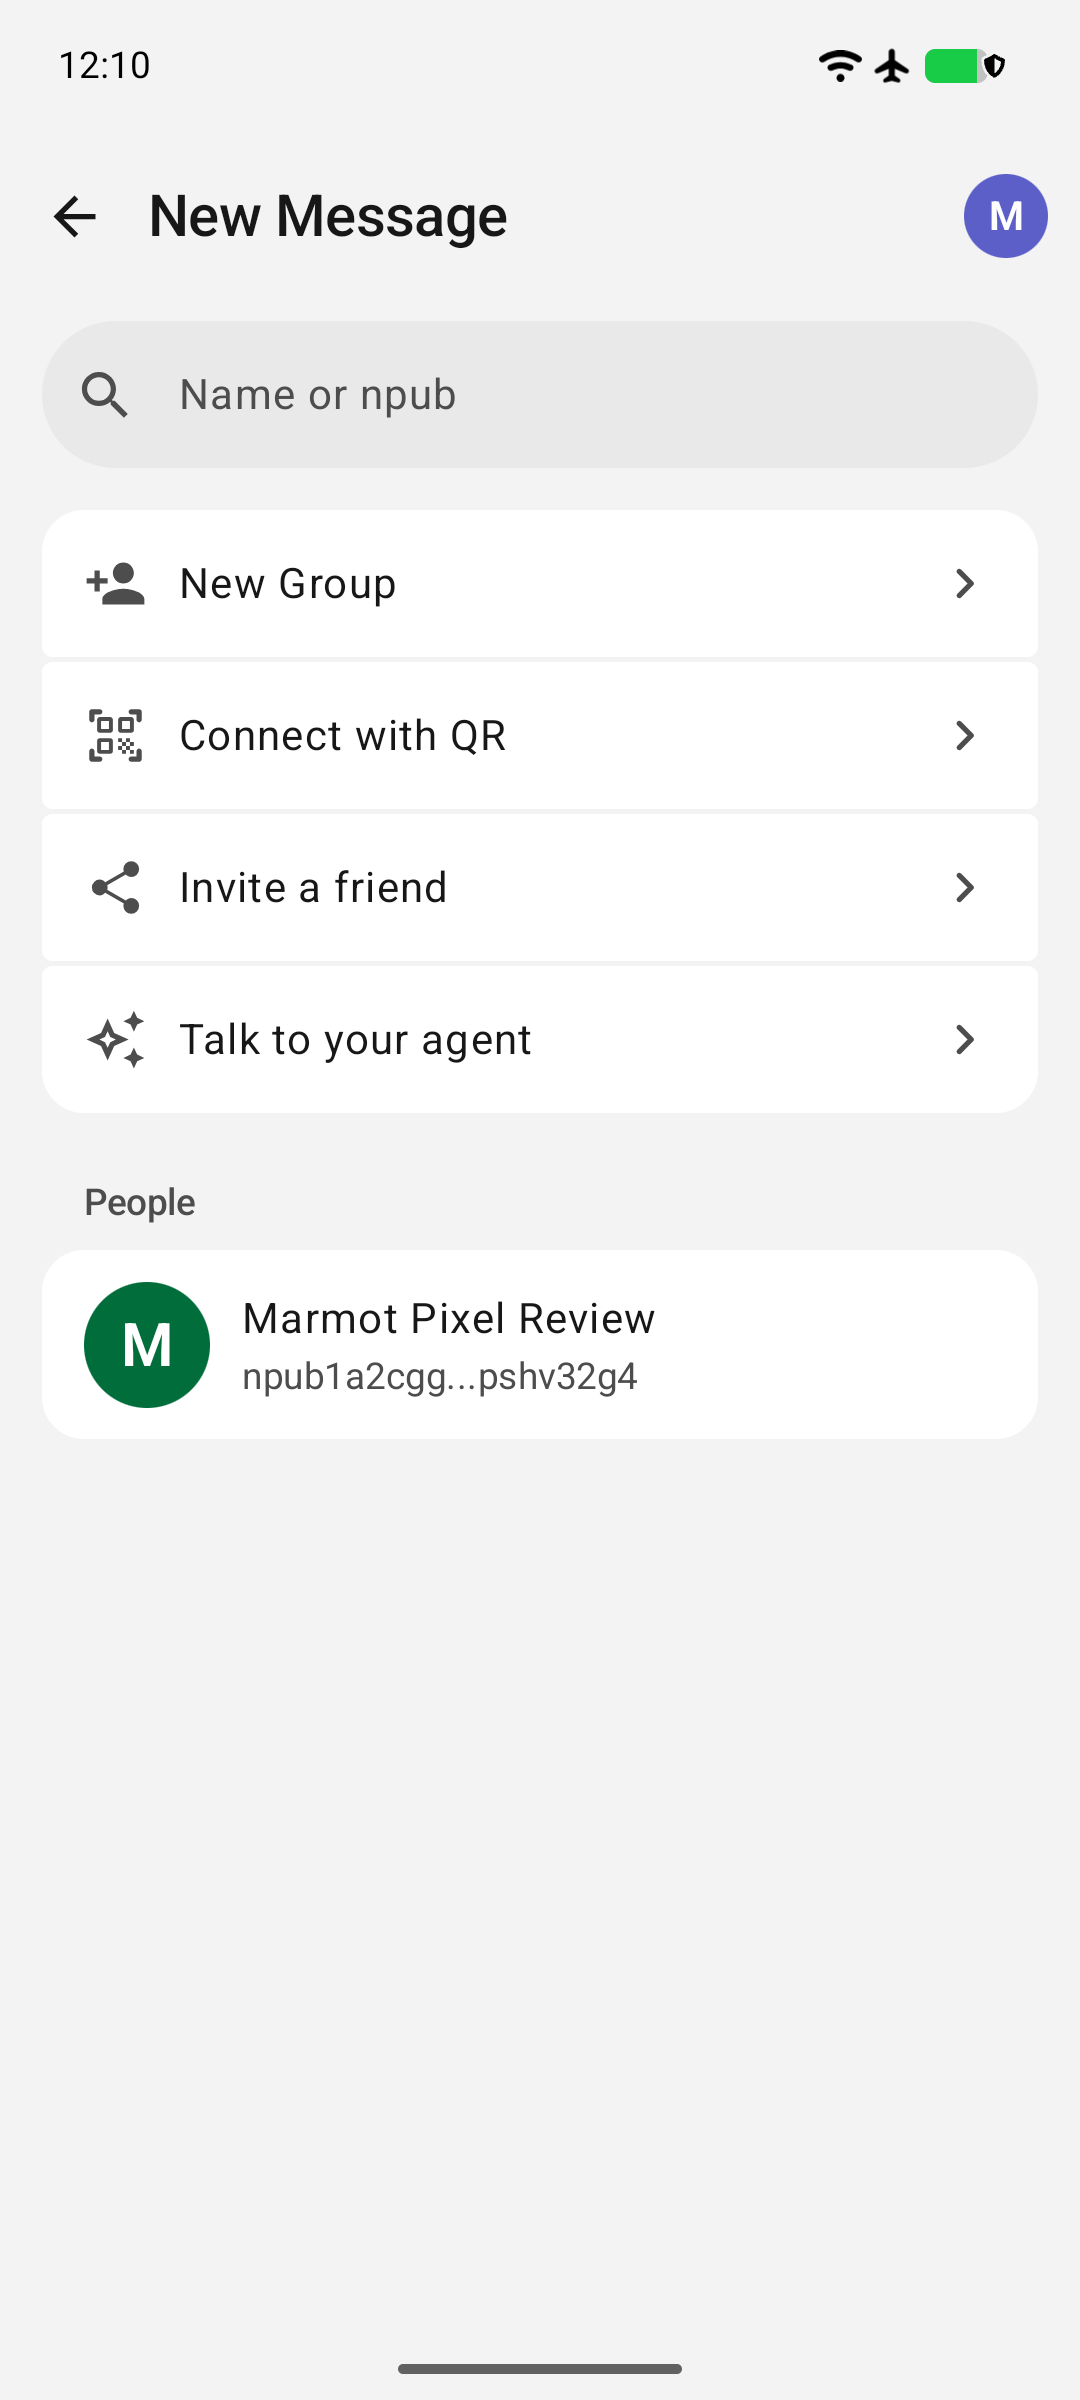 12:10
New Message
M
Name or npub
New Group
Connect with QR
Invite a friend
Talk to your agent
People
M
Marmot Pixel Review
npub1a2cgg...pshv32g4